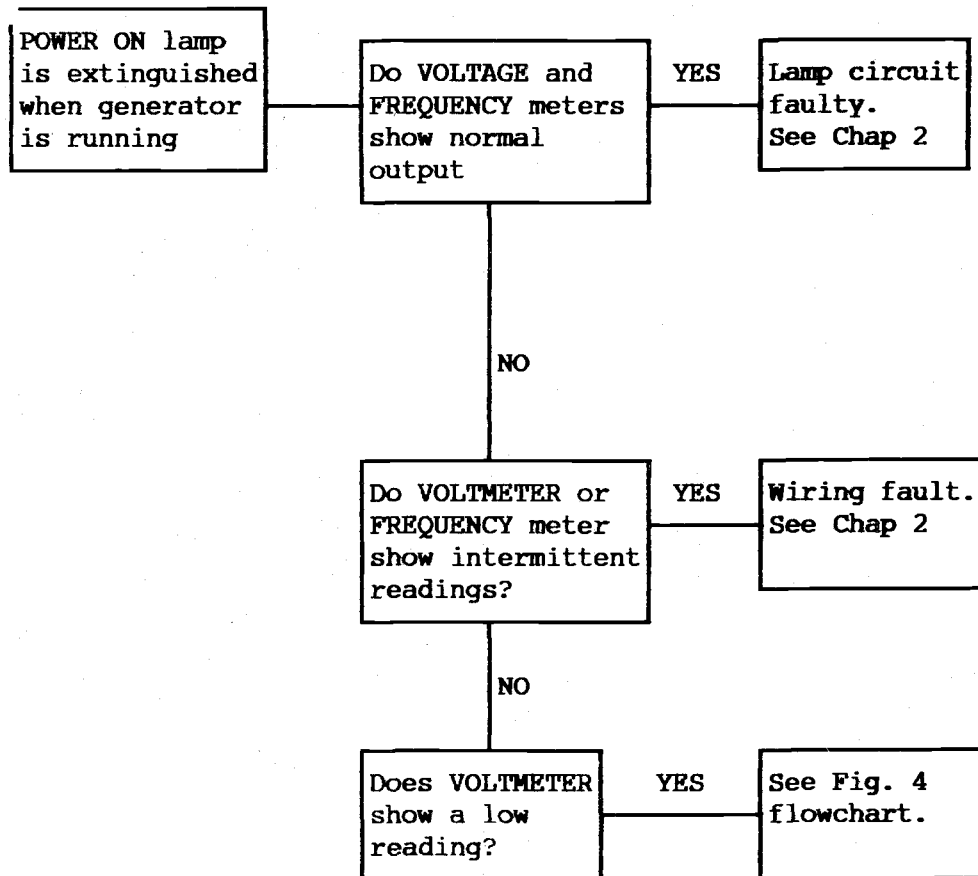 POWER ON lamp
is extinguished
when generator
is running
Do VOLTAGE and
FREQUENCY meters
show normal
output
YES
Lamp circuit
faulty.
See Chap 2
NO
Do VOLTMETER or
FREQUENCY meter
show intermittent
readings?
YES
Wiring fault.
See Chap 2
NO
Does VOLTMETER
show a low
reading?
YES
See Fig. 4
flowchart.